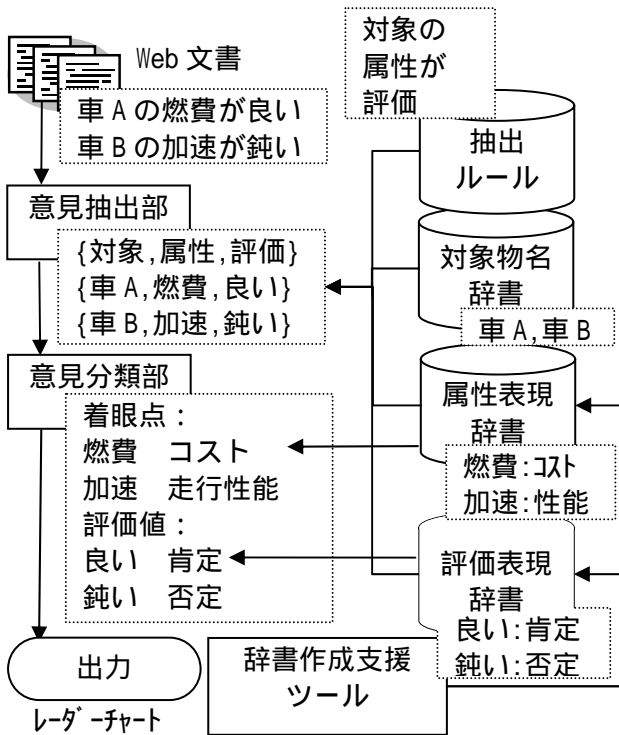 Web 文書
車 A の燃費が良い
車 B の加速が鈍い
意見抽出部
{対象,属性,評価}
{車 A,燃費,良い}
{車 B,加速,鈍い}
意見分類部
着眼点：
燃費　コスト
加速　走行性能
評価値：
良い　肯定
鈍い　否定
出力
ﾚｰﾀﾞｰﾁｬｰﾄ
対象の
属性が
評価
抽出
ルール
対象物名
辞書
車 A,車 B
属性表現
辞書
燃費:ｺｽﾄ
加速:性能
評価表現
辞書
良い:肯定
鈍い:否定
辞書作成支援
ツール